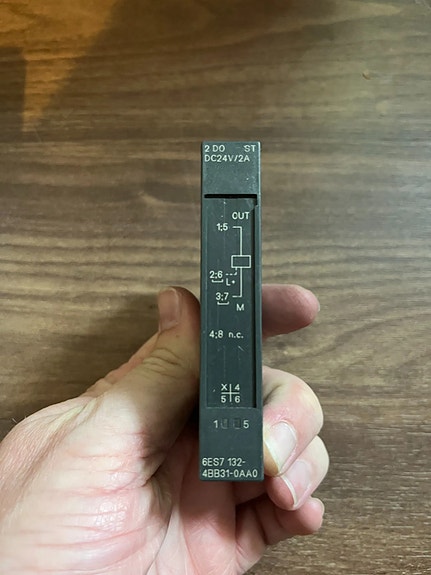 2 DO ST
DC24V/2A
OUT
1;5
2;6
L+
3;7
M
4;8 n.c.
X 4
5 6
1 5
6ES7 132-
4BB31-0AA0